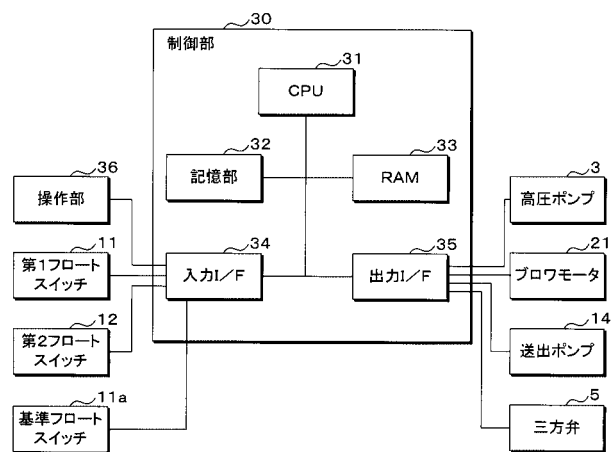 30
制御部
31
CPU
32
記憶部
33
RAM
36
操作部
3
高圧ポンプ
11
第1フロート
スイッチ
34
入力I/F
35
出力I/F
21
ブロワモータ
12
第2フロート
スイッチ
14
送出ポンプ
11a
基準フロート
スイッチ
5
三方弁